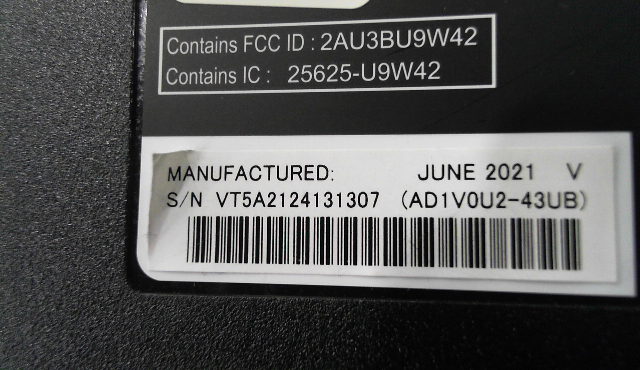 Contains FCC ID : 2AU3BU9W42
Contains IC : 25625-U9W42
MANUFACTURED: JUNE 2021 V
S/N VT5A2124131307 (AD1V0U2-43UB)